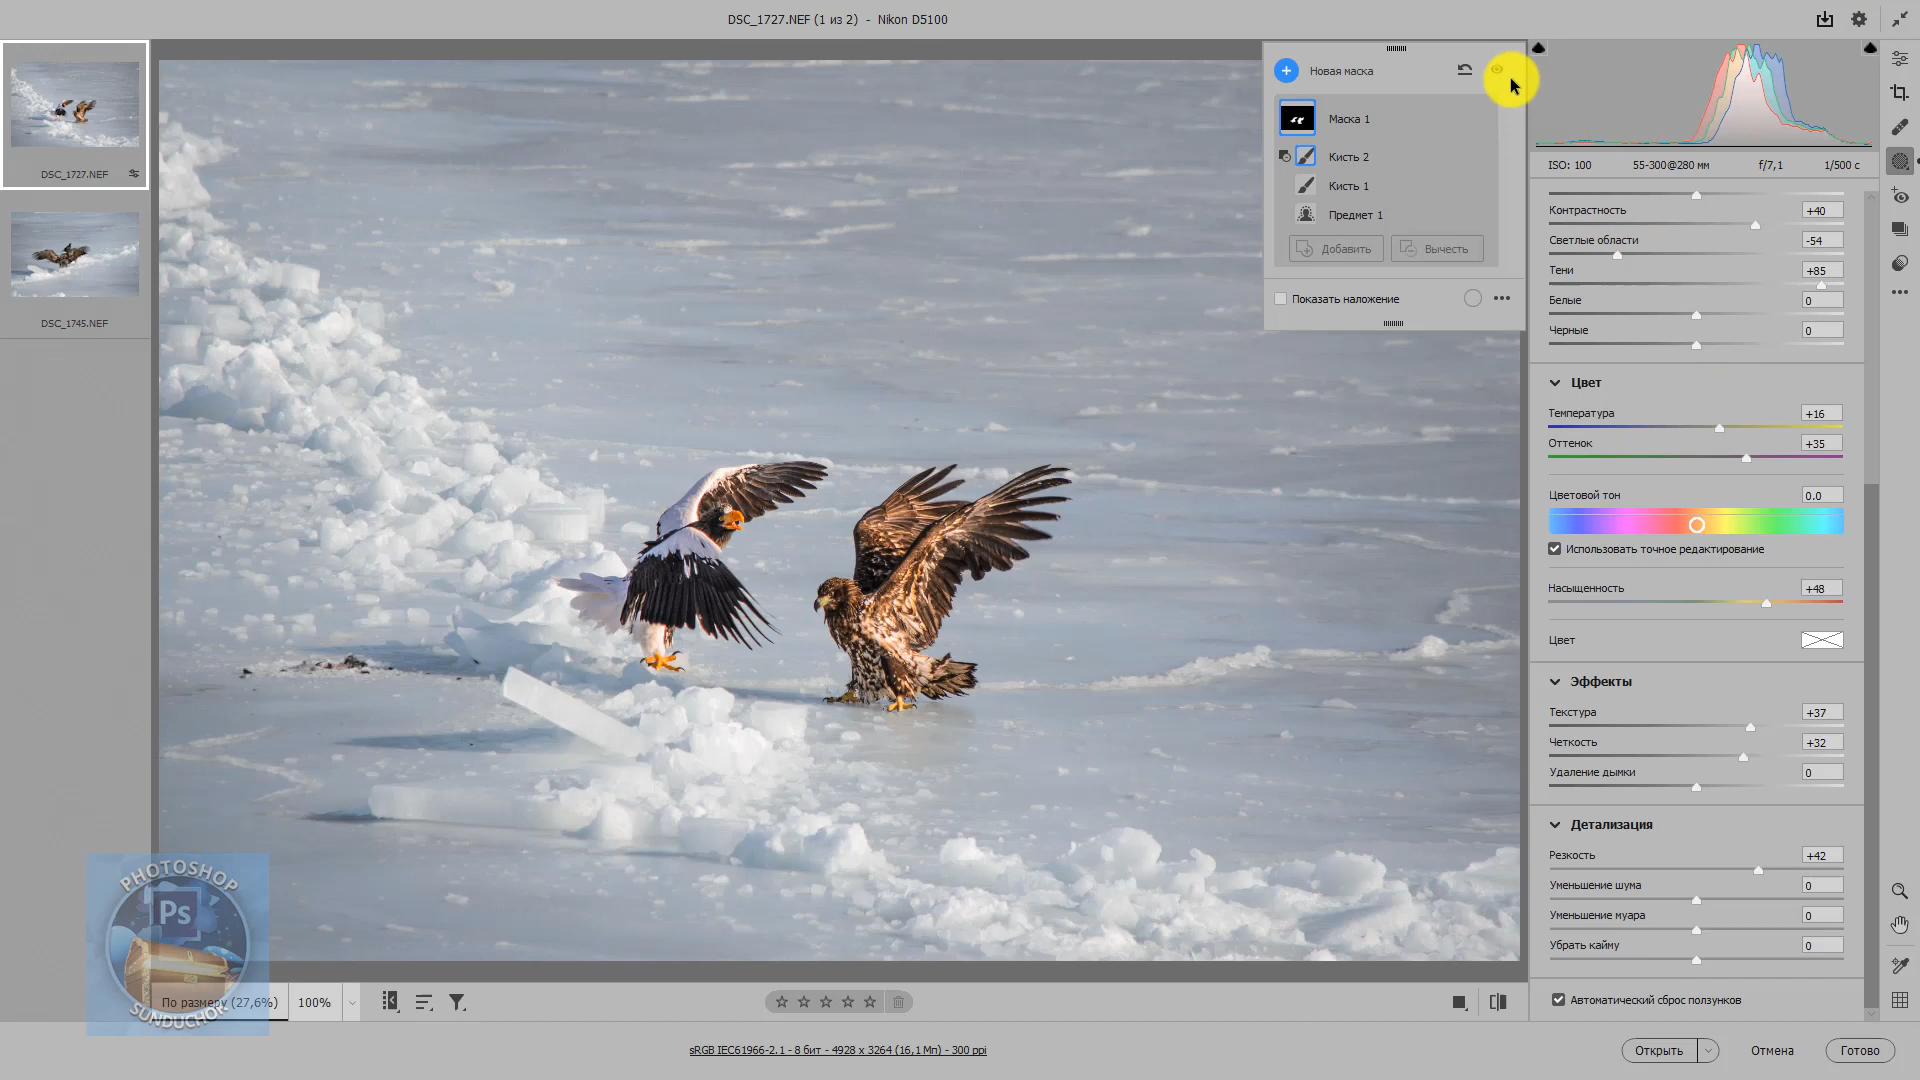 DSC_1727.NEF (1 из 2) - Nikon D5100
DSC_1727.NEF
DSC_1745.NEF
Новая маска
Маска 1
Кисть 2
Кисть 1
Предмет 1
Добавить
Вычесть
Показать наложение
ISO: 100 55-300@280 мм f/7,1 1/500 с
Контрастность +40
Светлые области -54
Тени +85
Белые 0
Черные 0
Цвет
Температура +16
Оттенок +35
Цветовой тон 0.0
Использовать точное редактирование
Насыщенность +48
Цвет
Эффекты
Текстура +37
Четкость +32
Удаление дымки 0
Детализация
Резкость +42
Уменьшение шума 0
Уменьшение муара 0
Убрать кайму 0
Автоматический сброс ползунков
PHOTOSHOP
Ps
SUNDUCHOK
По размеру (27,6%) 100%
sRGB IEC61966-2.1 - 8 бит - 4928 x 3264 (16,1 Мп) - 300 ppi
Открыть
Отмена
Готово